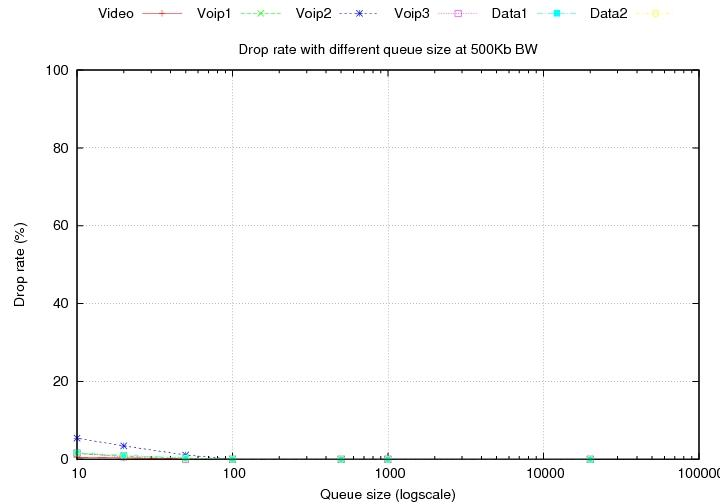 Video Voip1 Voip2 Voip3 Data1 Data2
Drop rate with different queue size at 500Kb BW
100
80
60
40
20
0
Drop rate (%)
10 100 1000 10000 100000
Queue size (logscale)